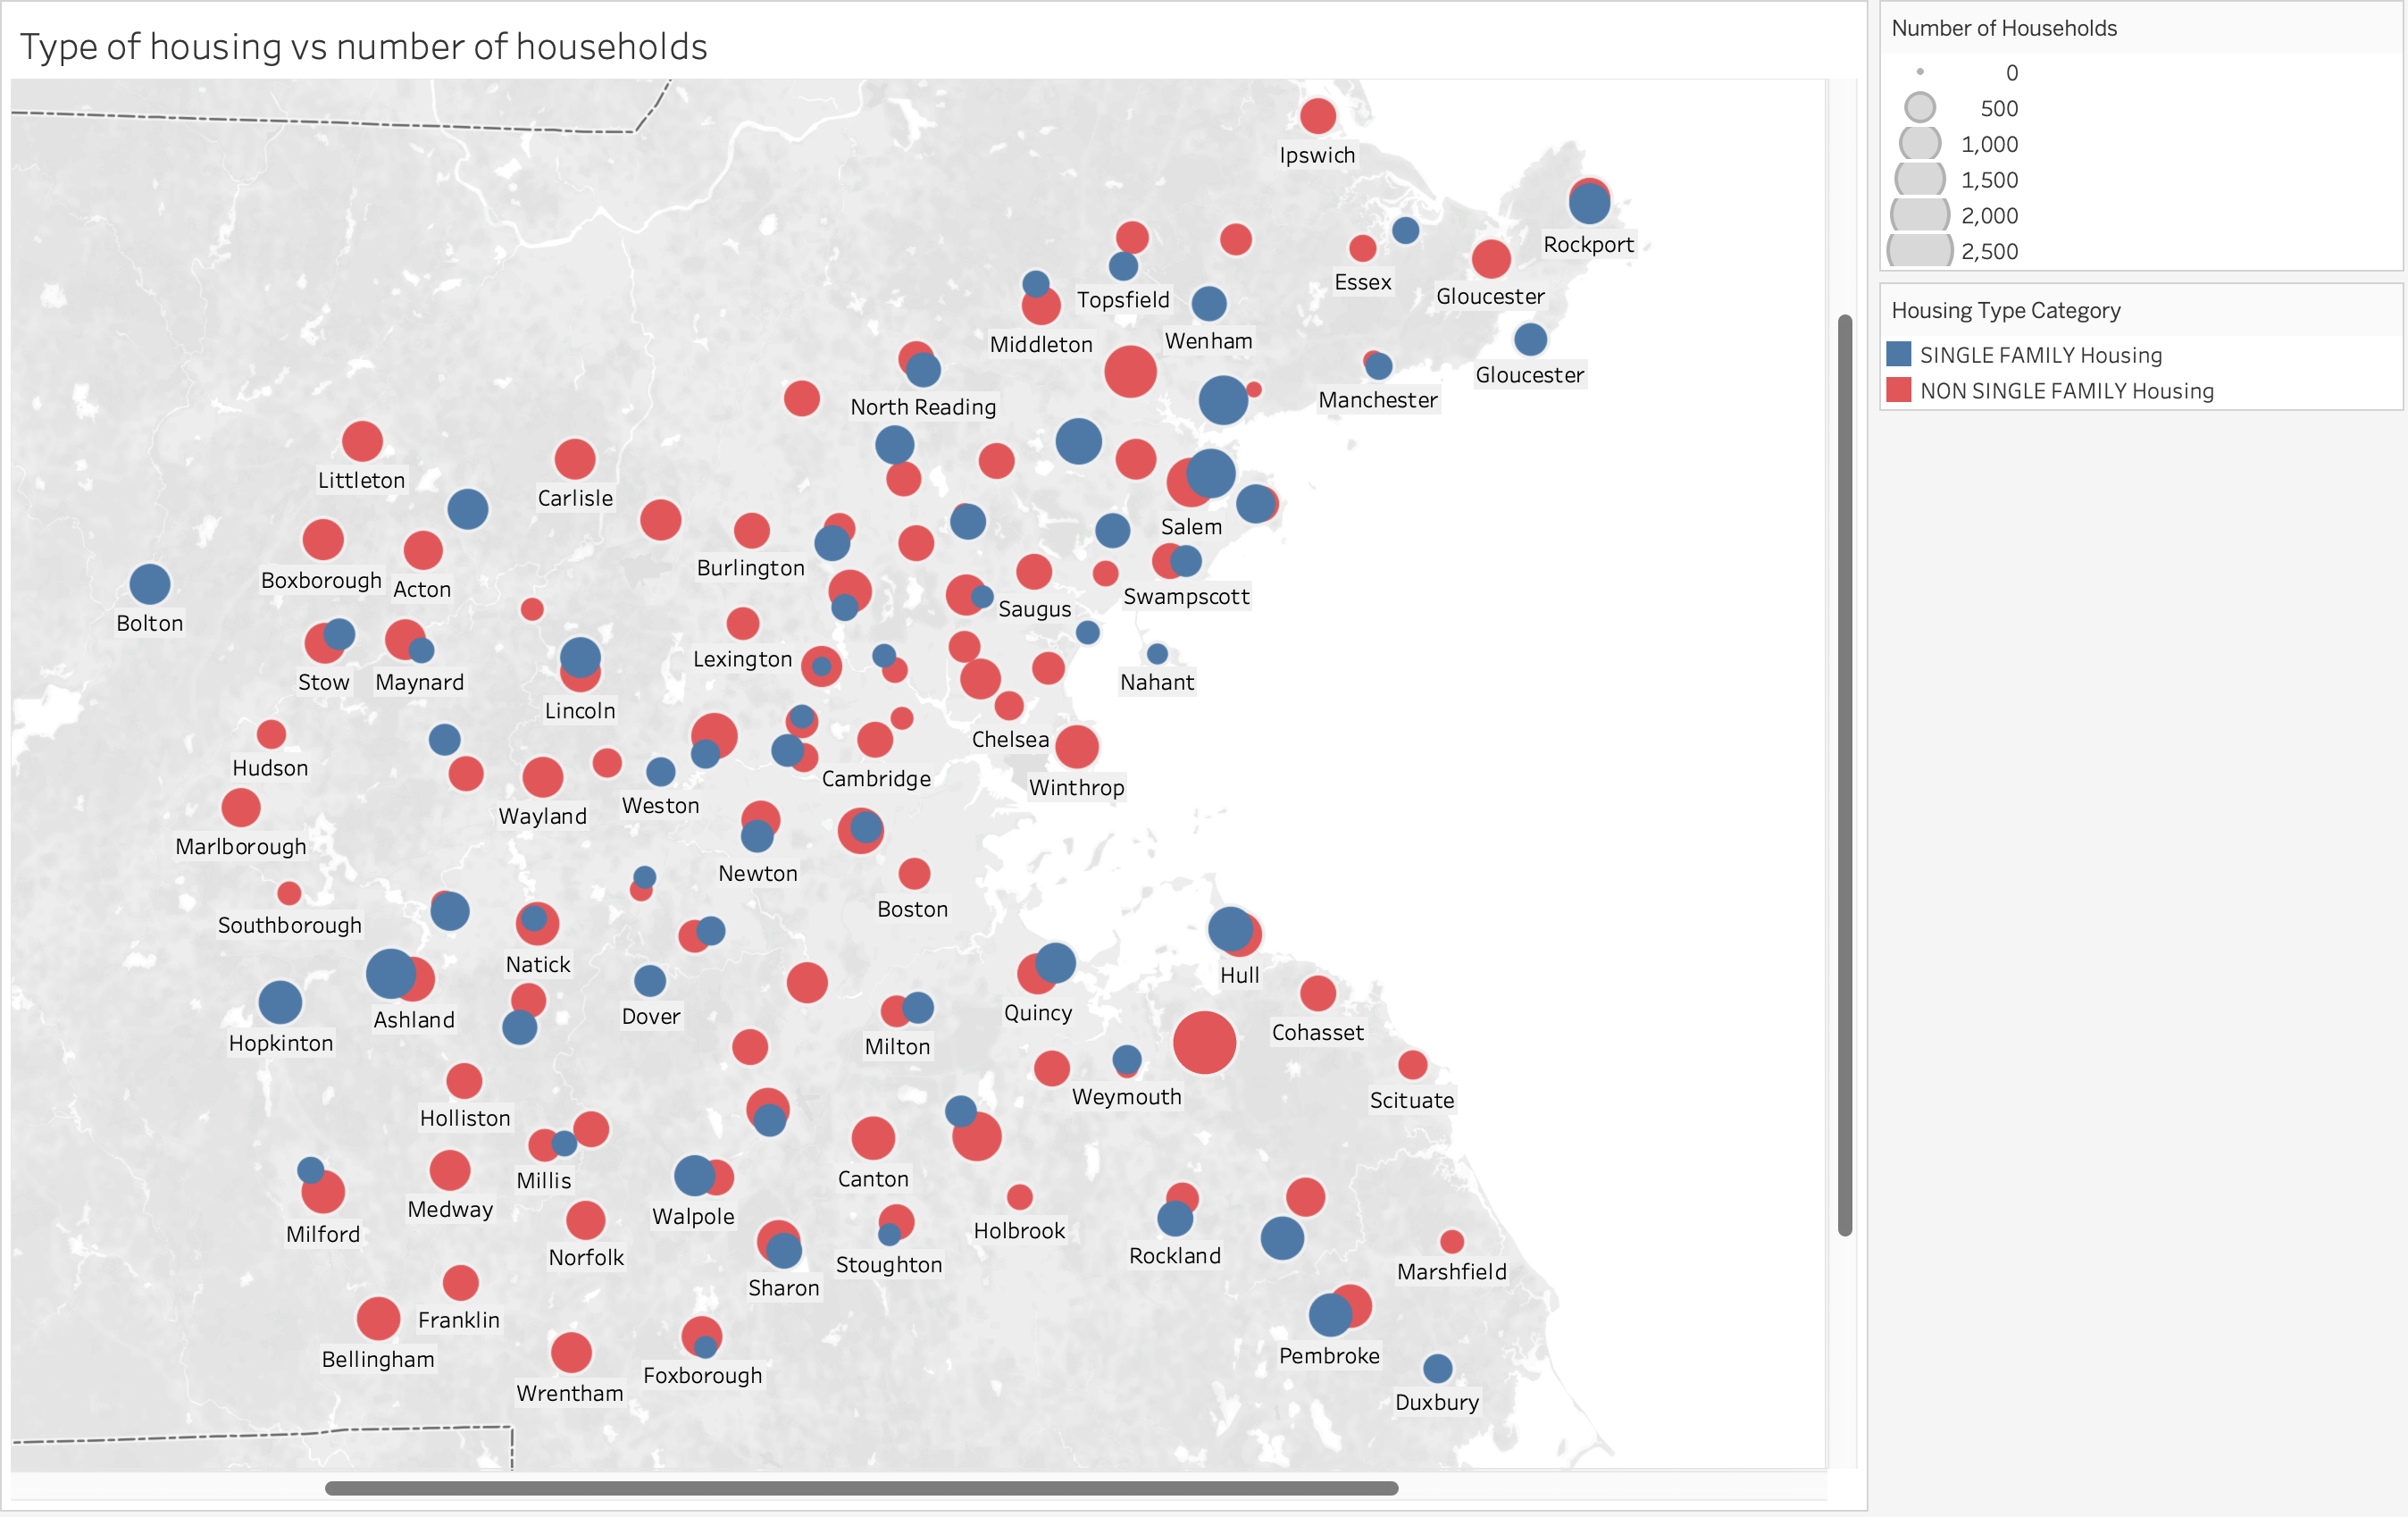 Type of housing vs number of households
Ipswich
Rockport
Essex
Gloucester
Topsfield
Middleton
Wenham
Gloucester
Manchester
North Reading
Littleton
Carlisle
Salem
Burlington
Boxborough
Acton
Swampscott
Saugus
Bolton
Lexington
Stow
Maynard
Nahant
Lincoln
Chelsea
Hudson
Cambridge
Winthrop
Weston
Wayland
Marlborough
Newton
Boston
Southborough
Natick
Hull
Quincy
Dover
Ashland
Cohasset
Hopkinton
Milton
Weymouth
Scituate
Holliston
Canton
Millis
Medway
Walpole
Holbrook
Milford
Norfolk
Rockland
Stoughton
Marshfield
Sharon
Franklin
Bellingham
Pembroke
Foxborough
Wrentham
Duxbury
Number of Households
0
500
1,000
1,500
2,000
2,500
Housing Type Category
SINGLE FAMILY Housing
NON SINGLE FAMILY Housing